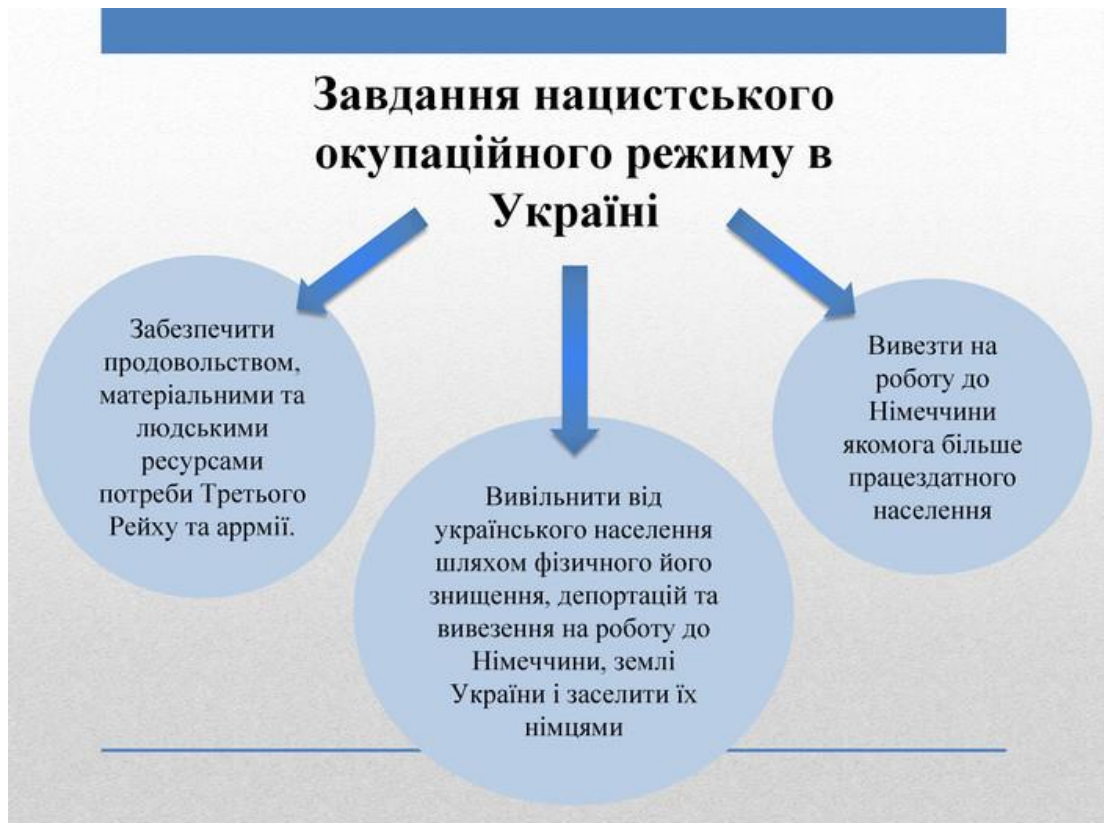 Завдання нацистського
окупаційного режиму в
Україні
Забезпечити
продовольством,
матеріальними та
людськими
ресурсами
потреби Третього
Рейху та аррмії.
Вивільнити від
українського населення
шляхом фізичного його
знищення, депортацій та
вивезення на роботу до
Німеччини, землі
України і заселити їх
німцями
Вивезти на
роботу до
Німеччини
якомога більше
працездатного
населення